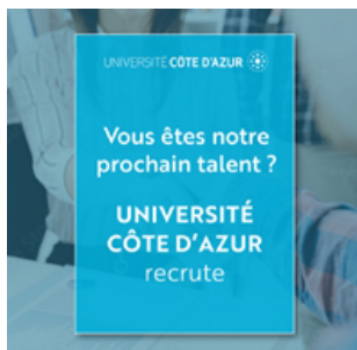 UNIVERSITÉ CÔTE D'AZUR
Vous êtes notre
prochain talent ?
UNIVERSITÉ
CÔTE D'AZUR
recrute